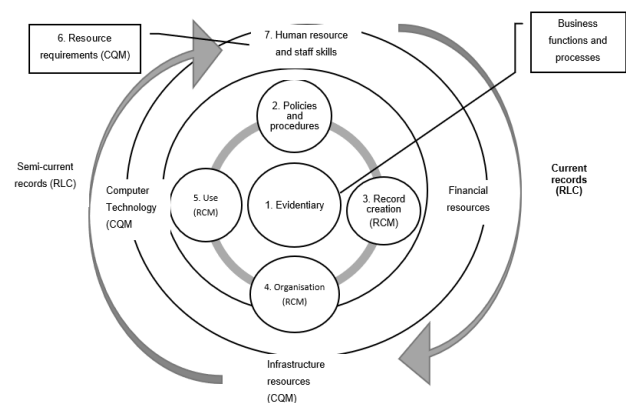 6. Resource
requirements (CQM)
7. Human resource
and staff skills
Business
functions and
processes
2. Policies
and
procedures
Semi-current
records (RLC)
Computer
Technology
(CQM
5. Use
(RCM)
1. Evidentiary
3. Record
creation
(RCM)
Financial
resources
Current
records
(RLC)
4. Organisation
(RCM)
Infrastructure
resources
(CQM)